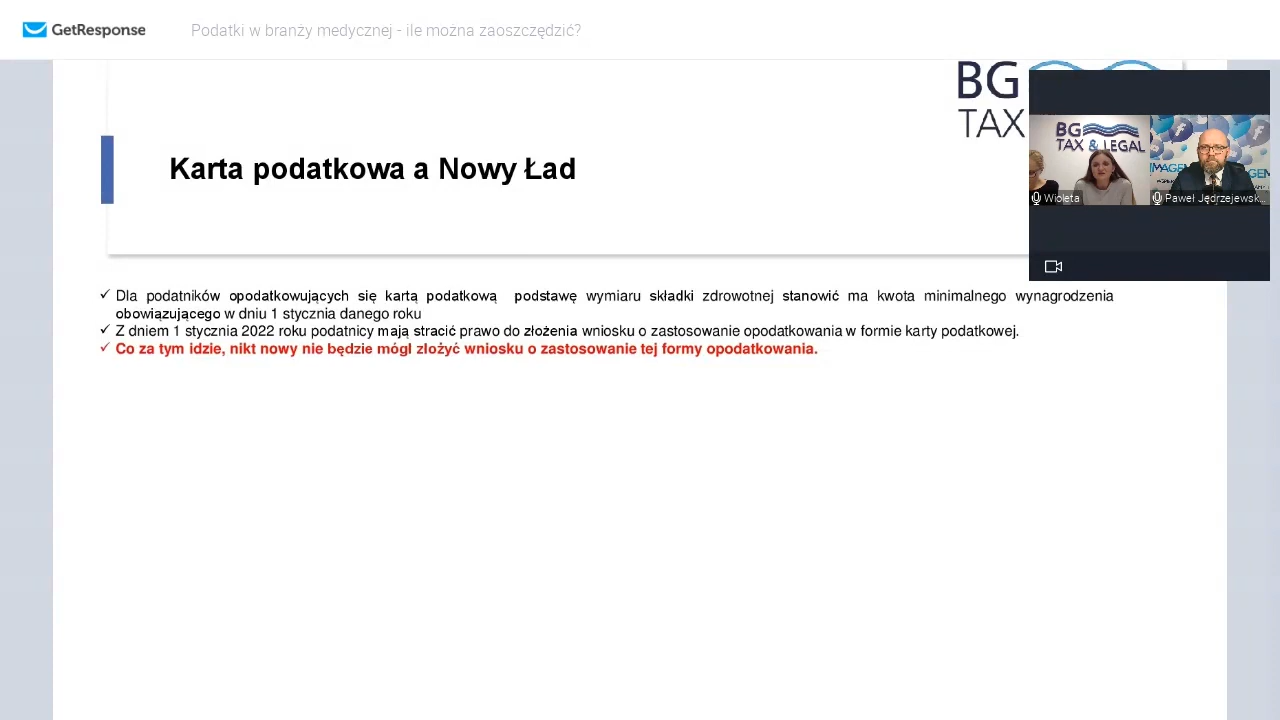 GetResponse
Podatki w branży medycznej - ile można zaoszczędzić?
BG
TAX
BG
TAX & LEGAL
IMAGEM
Wioleta
Paweł Jędrzejewsk...
Karta podatkowa a Nowy Ład
✓ Dla podatników opodatkowujących się kartą podatkową podstawę wymiaru składki zdrowotnej stanowić ma kwota minimalnego wynagrodzenia
obowiązującego w dniu 1 stycznia danego roku
✓ Z dniem 1 stycznia 2022 roku podatnicy mają stracić prawo do złożenia wniosku o zastosowanie opodatkowania w formie karty podatkowej.
✓ Co za tym idzie, nikt nowy nie będzie mógl złożyć wniosku o zastosowanie tej formy opodatkowania.